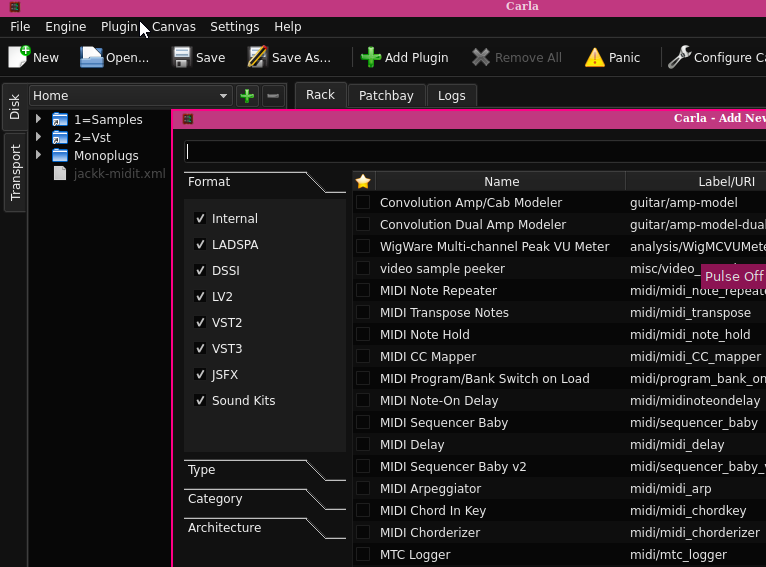 Carla
File Engine Plugin Canvas Settings Help
New Open... Save Save As... Add Plugin Remove All Panic Configure Ca
Disk
Transport
Home
Rack Patchbay Logs
1=Samples
2=Vst
Monoplugs
jackk-midit.xml
Carla - Add New
Format
Internal
LADSPA
DSSI
LV2
VST2
VST3
JSFX
Sound Kits
Type
Category
Architecture
Name Label/URI
Convolution Amp/Cab Modeler guitar/amp-model
Convolution Dual Amp Modeler guitar/amp-model-dual
WigWare Multi-channel Peak VU Meter analysis/WigMCVUMete
video sample peeker misc/video_
Pulse Off
MIDI Note Repeater midi/midi_note_repeat
MIDI Transpose Notes midi/midi_transpose
MIDI Note Hold midi/midi_note_hold
MIDI CC Mapper midi/midi_CC_mapper
MIDI Program/Bank Switch on Load midi/program_bank_on
MIDI Note-On Delay midi/midinoteondelay
MIDI Sequencer Baby midi/sequencer_baby
MIDI Delay midi/midi_delay
MIDI Sequencer Baby v2 midi/sequencer_baby_v
MIDI Arpeggiator midi/midi_arp
MIDI Chord In Key midi/midi_chordkey
MIDI Chorderizer midi/midi_chorderizer
MTC Logger midi/mtc_logger